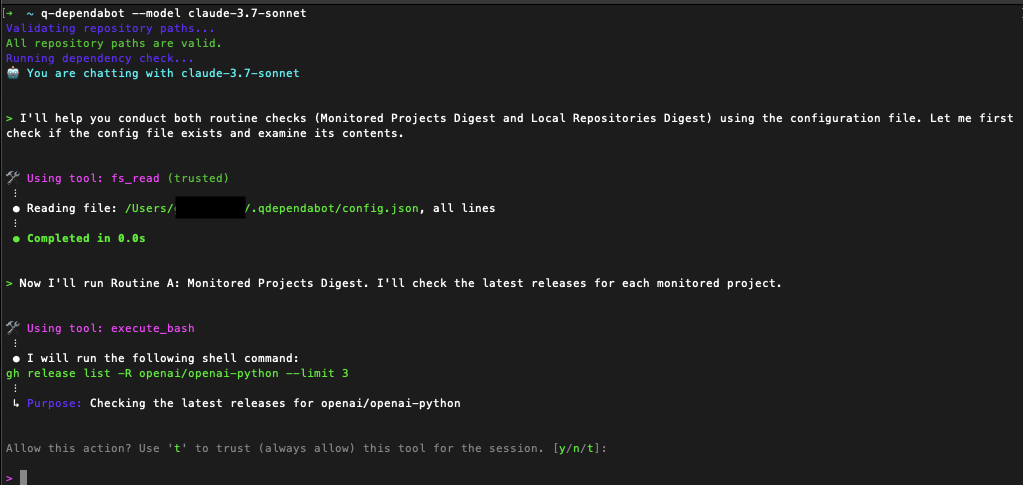 → ~ q-dependabot --model claude-3.7-sonnet
Validating repository paths...
All repository paths are valid.
Running dependency check...
🤖 You are chatting with claude-3.7-sonnet
> I'll help you conduct both routine checks (Monitored Projects Digest and Local Repositories Digest) using the configuration file. Let me first
check if the config file exists and examine its contents.
🛠️ Using tool: fs_read (trusted)
⋮
● Reading file: /Users/ /.qdependabot/config.json, all lines
⋮
● Completed in 0.0s
> Now I'll run Routine A: Monitored Projects Digest. I'll check the latest releases for each monitored project.
🛠️ Using tool: execute_bash
⋮
● I will run the following shell command:
gh release list -R openai/openai-python --limit 3
⋮
↳ Purpose: Checking the latest releases for openai/openai-python
Allow this action? Use 't' to trust (always allow) this tool for the session. [y/n/t]:
>